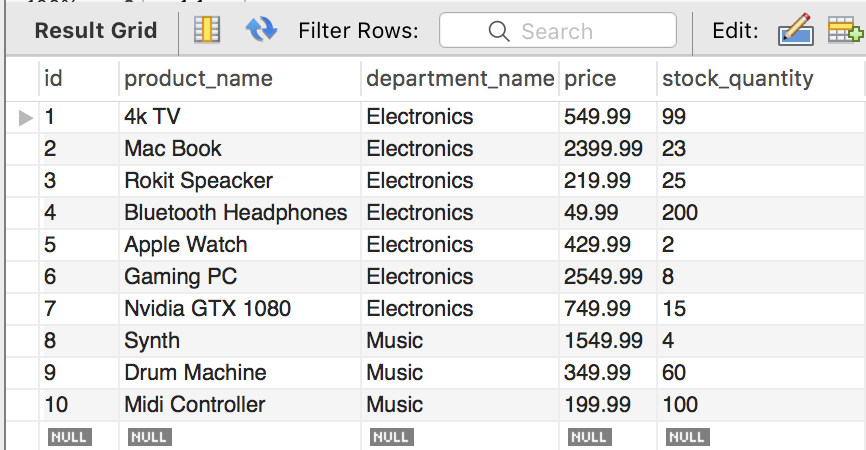 Result Grid Filter Rows: Search Edit:
id product_name department_name price stock_quantity
1 4k TV Electronics 549.99 99
2 Mac Book Electronics 2399.99 23
3 Rokit Speacker Electronics 219.99 25
4 Bluetooth Headphones Electronics 49.99 200
5 Apple Watch Electronics 429.99 2
6 Gaming PC Electronics 2549.99 8
7 Nvidia GTX 1080 Electronics 749.99 15
8 Synth Music 1549.99 4
9 Drum Machine Music 349.99 60
10 Midi Controller Music 199.99 100
NULL NULL NULL NULL NULL